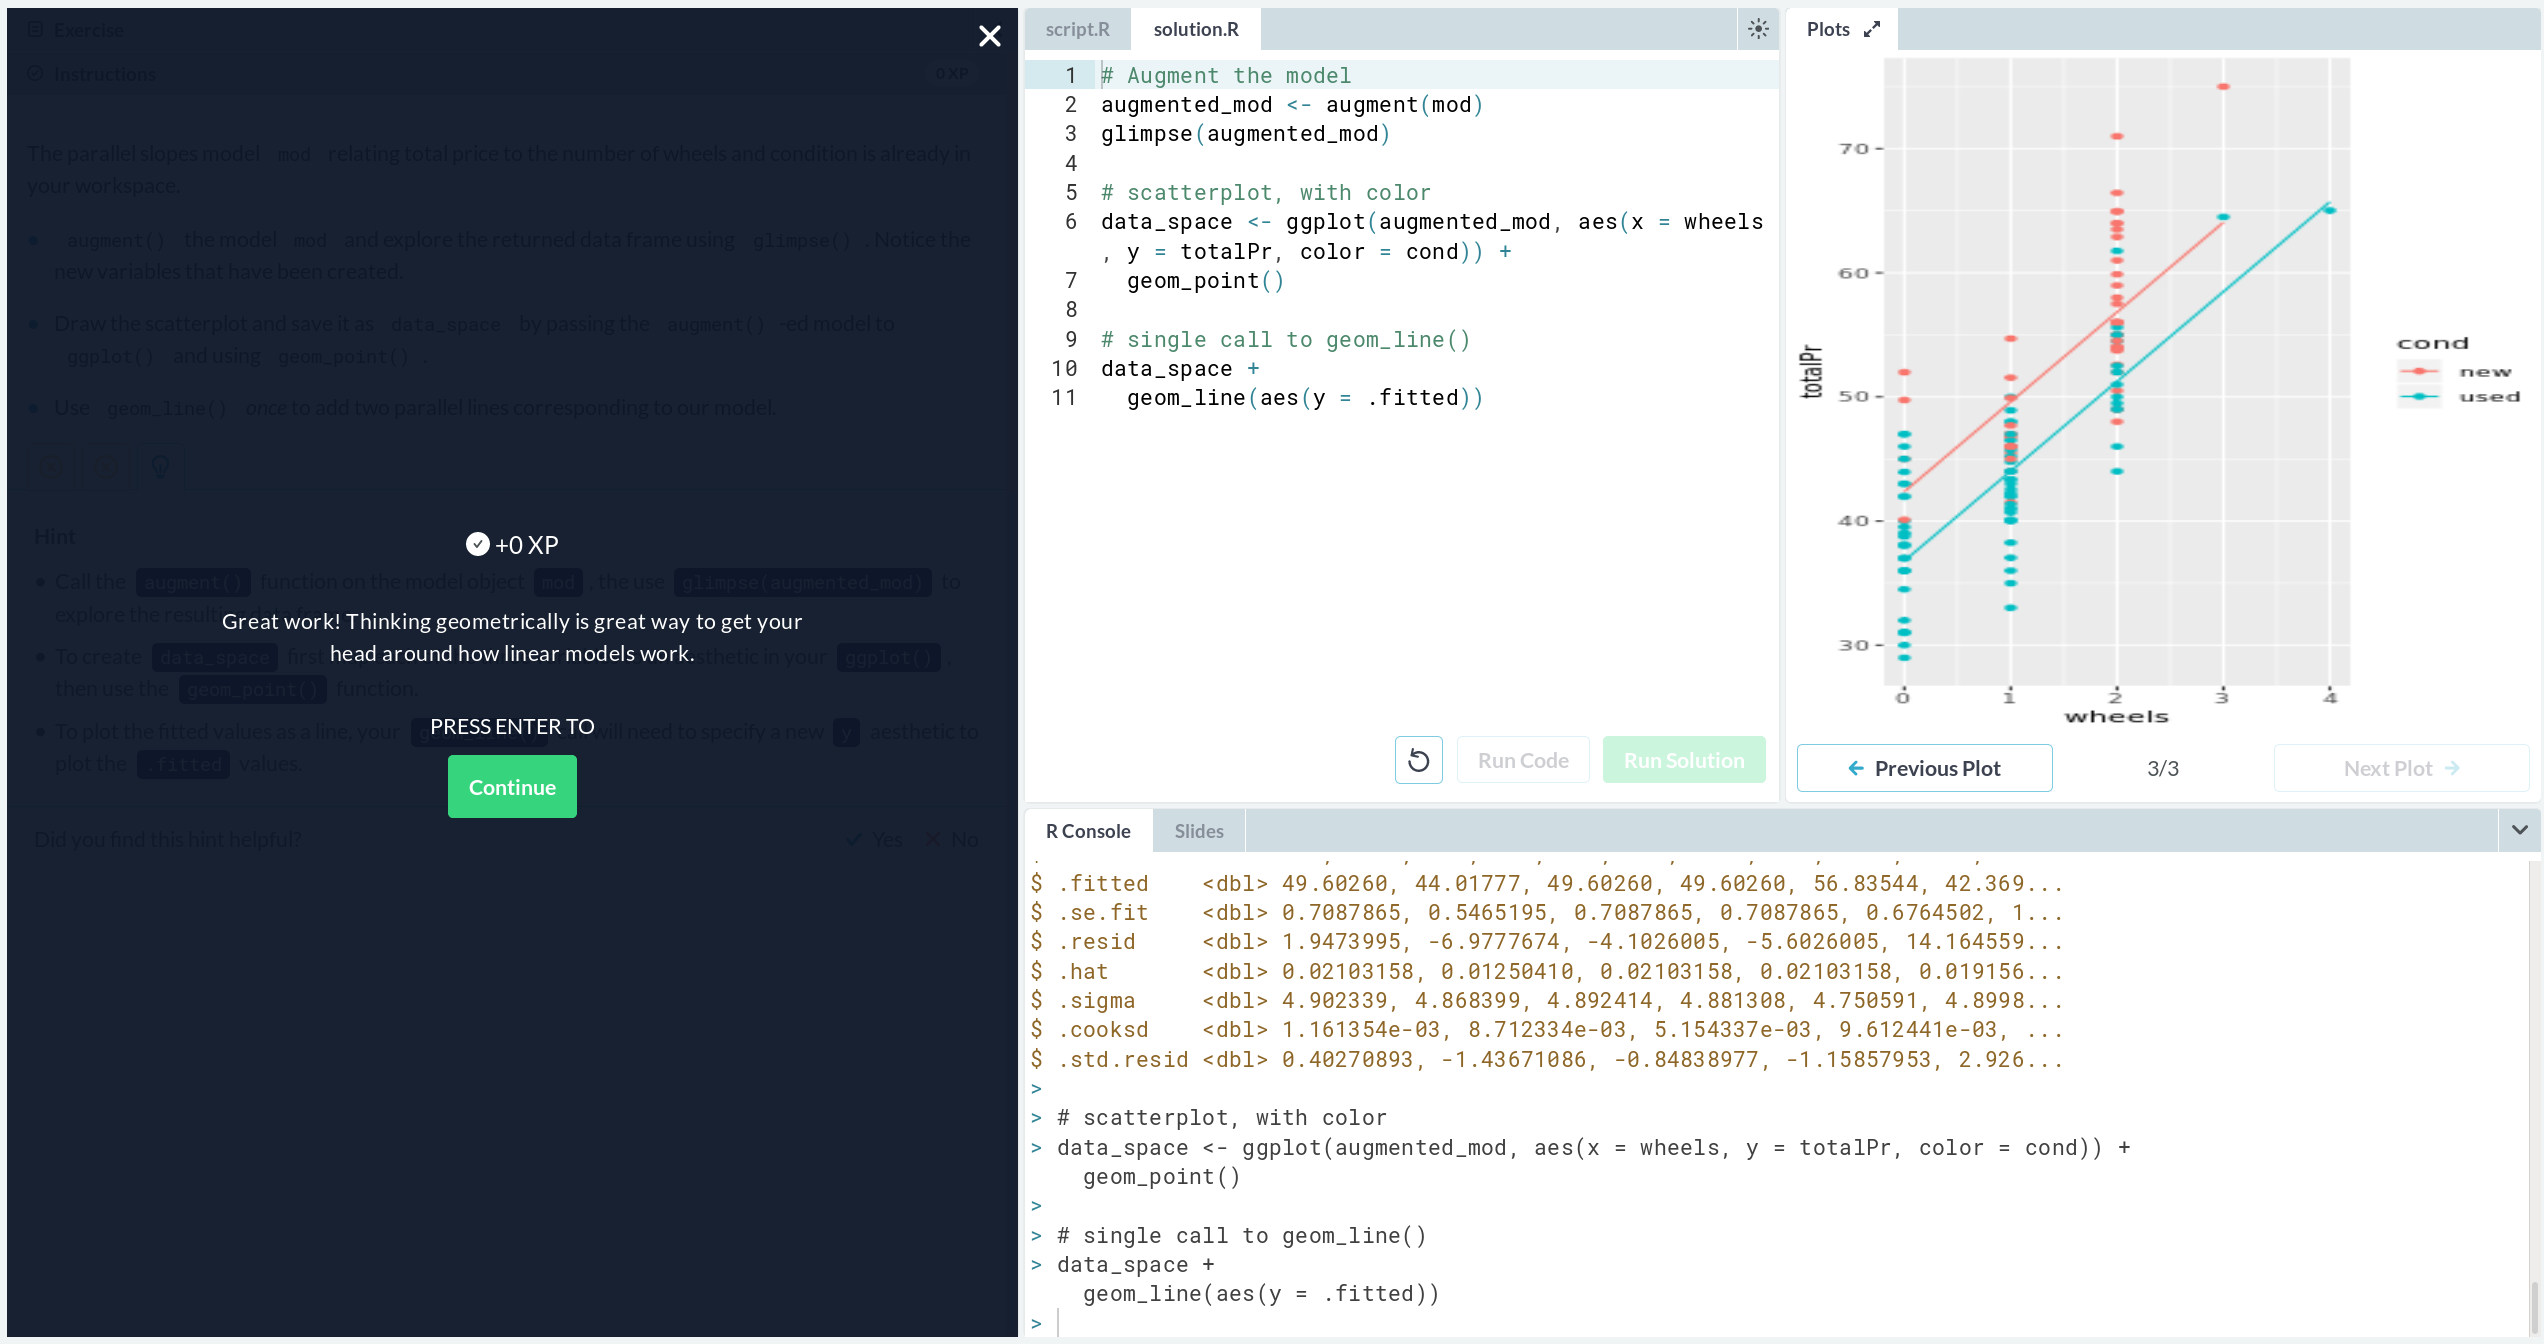 Exercise
Instructions
0 XP
The parallel slopes model mod relating total price to the number of wheels and condition is already in
your workspace.
augment() the model mod and explore the returned data frame using glimpse() . Notice the
new variables that have been created.
Draw the scatterplot and save it as data_space by passing the augment() -ed model to
ggplot() and using geom_point() .
Use geom_line() once to add two parallel lines corresponding to our model.
Hint
+0 XP
• Call the augment() function on the model object mod , the use glimpse(augmented_mod) to
explore the resulting data
Great work! Thinking geometrically is great way to get your
head around how linear models work.
• To create data_space first aesthetic in your ggplot() ,
then use the geom_point() function.
PRESS ENTER TO
• To plot the fitted values as a line, your will need to specify a new y aesthetic to
plot the .fitted values.
Continue
Did you find this hint helpful?
Yes
No
script.R
solution.R
1 # Augment the model
2 augmented_mod <- augment(mod)
3 glimpse(augmented_mod)
4
5 # scatterplot, with color
6 data_space <- ggplot(augmented_mod, aes(x = wheels
, y = totalPr, color = cond)) +
7 geom_point()
8
9 # single call to geom_line()
10 data_space +
11 geom_line(aes(y = .fitted))
Run Code
Run Solution
Plots
totalPr
70
60
50
40
30
0 1 2 3 4
wheels
cond
new
used
Previous Plot
3/3
Next Plot
R Console
Slides
$ .fitted <dbl> 49.60260, 44.01777, 49.60260, 49.60260, 56.83544, 42.369...
$ .se.fit <dbl> 0.7087865, 0.5465195, 0.7087865, 0.7087865, 0.6764502, 1...
$ .resid <dbl> 1.9473995, -6.9777674, -4.1026005, -5.6026005, 14.164559...
$ .hat <dbl> 0.02103158, 0.01250410, 0.02103158, 0.02103158, 0.019156...
$ .sigma <dbl> 4.902339, 4.868399, 4.892414, 4.881308, 4.750591, 4.8998...
$ .cooksd <dbl> 1.161354e-03, 8.712334e-03, 5.154337e-03, 9.612441e-03, ...
$ .std.resid <dbl> 0.40270893, -1.43671086, -0.84838977, -1.15857953, 2.926...
>
> # scatterplot, with color
> data_space <- ggplot(augmented_mod, aes(x = wheels, y = totalPr, color = cond)) +
geom_point()
>
> # single call to geom_line()
> data_space +
geom_line(aes(y = .fitted))
>